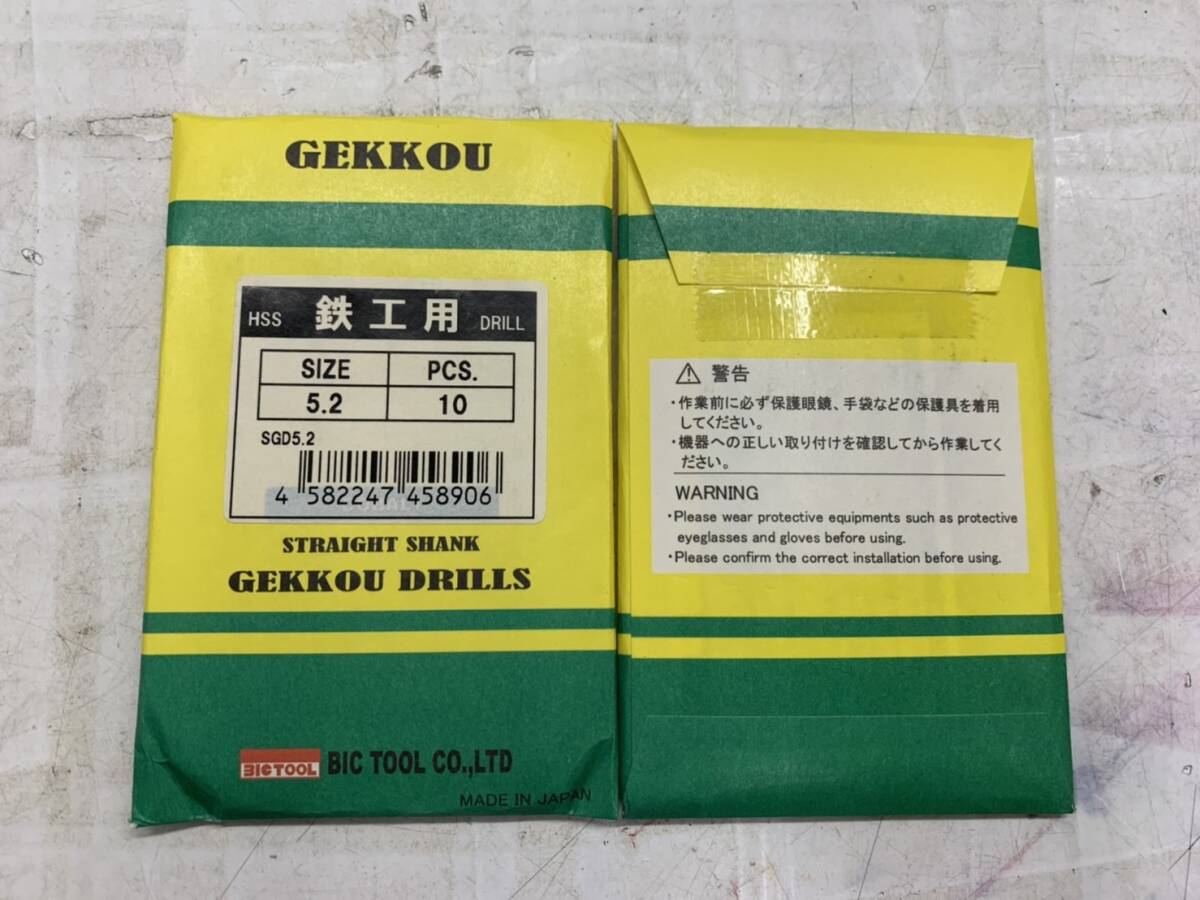 GEKKOU
HSS 鉄工用 DRILL
SIZE PCS.
5.2 10
SGD5.2
4 582247 458906
STRAIGHT SHANK
GEKKOU DRILLS
BIC TOOL BIC TOOL CO.,LTD
MADE IN JAPAN
⚠ 警告
・作業前に必ず保護眼鏡、手袋などの保護具を着用
してください。
・機器への正しい取り付けを確認してから作業してく
ださい。
WARNING
・Please wear protective equipments such as protective
eyeglasses and gloves before using.
・Please confirm the correct installation before using.